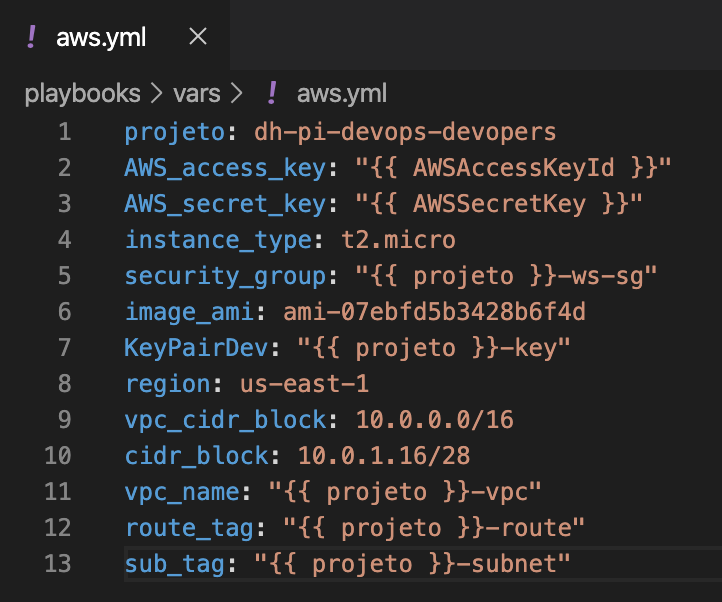 ! aws.yml ×
playbooks > vars > ! aws.yml
1 projeto: dh-pi-devops-devopers
2 AWS_access_key: "{{ AWSAccessKeyId }}"
3 AWS_secret_key: "{{ AWSSecretKey }}"
4 instance_type: t2.micro
5 security_group: "{{ projeto }}-ws-sg"
6 image_ami: ami-07ebfd5b3428b6f4d
7 KeyPairDev: "{{ projeto }}-key"
8 region: us-east-1
9 vpc_cidr_block: 10.0.0.0/16
10 cidr_block: 10.0.1.16/28
11 vpc_name: "{{ projeto }}-vpc"
12 route_tag: "{{ projeto }}-route"
13 sub_tag: "{{ projeto }}-subnet"